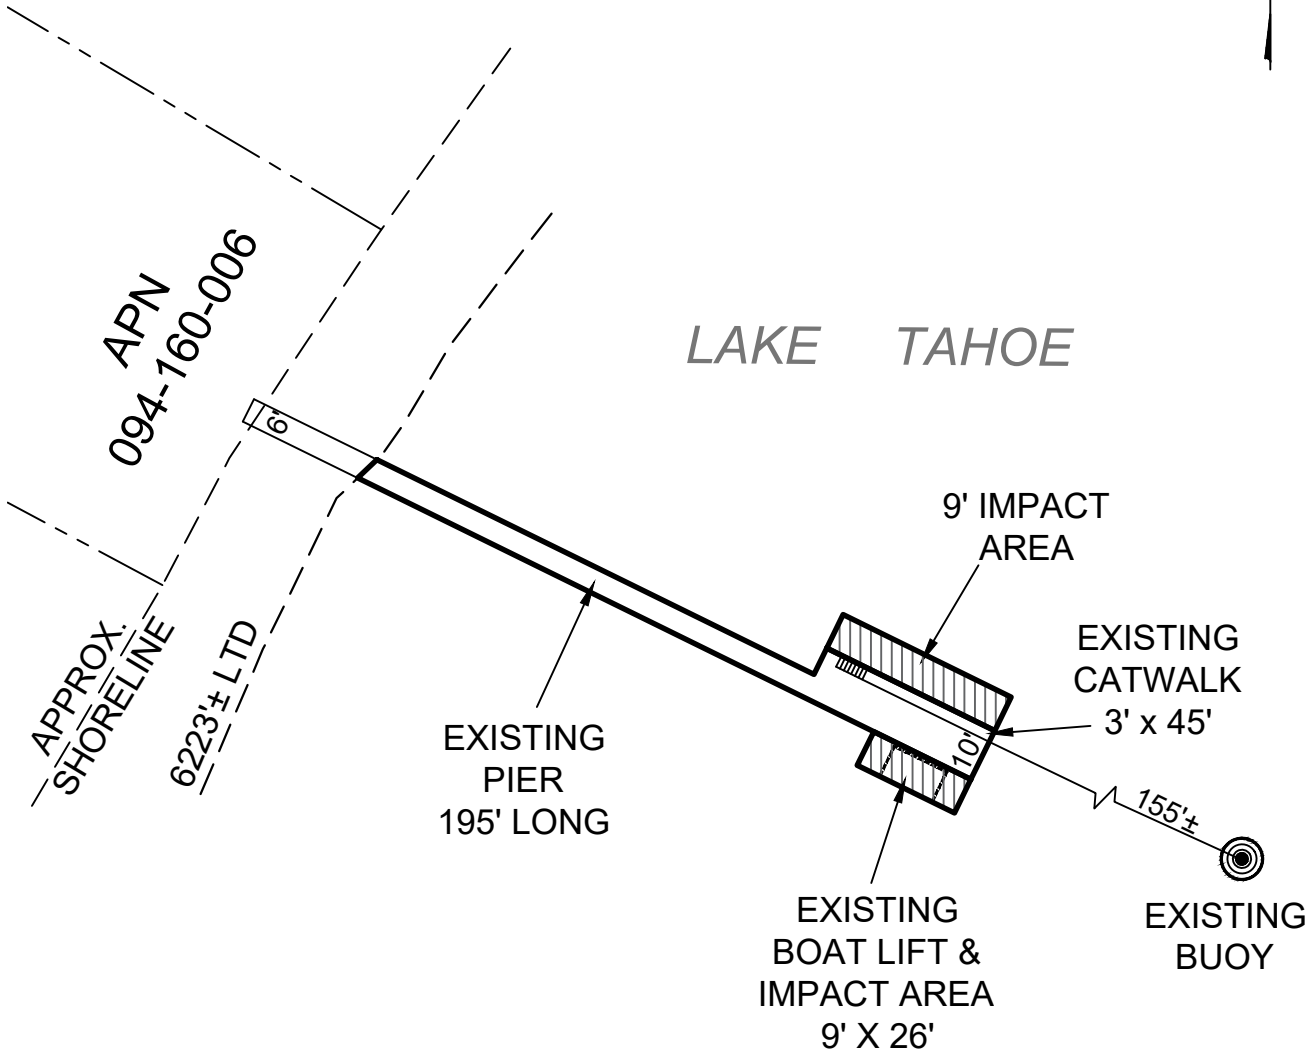 APN
094-160-006
LAKE TAHOE
6'
9' IMPACT
AREA
EXISTING
CATWALK
3' x 45'
APPROX.
SHORELINE
6223'± LTD
EXISTING
PIER
195' LONG
10'
155'±
EXISTING
BUOY
EXISTING
BOAT LIFT &
IMPACT AREA
9' X 26'